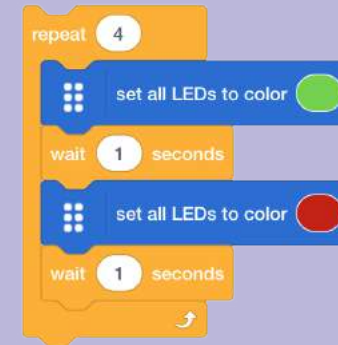 repeat 4
set all LEDs to color
wait 1 seconds
set all LEDs to color
wait 1 seconds